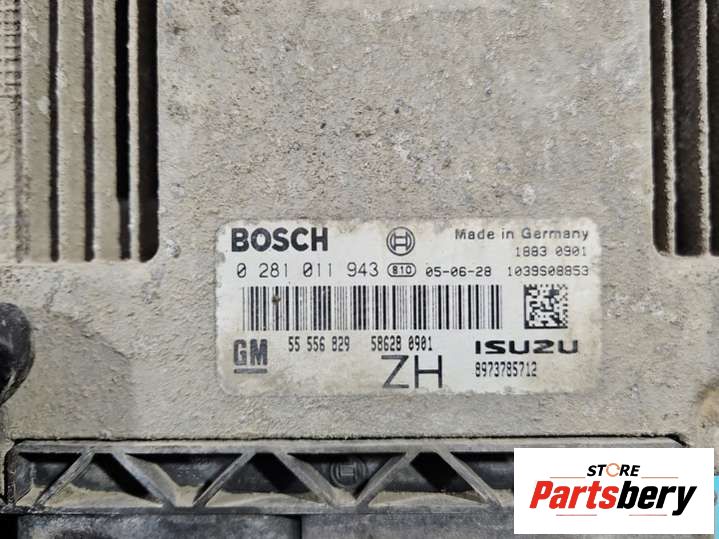 BOSCH
Made in Germany
1883 0901
0 281 011 943 810 05-06-28 1039S08853
GM 55 556 829 58628 0901 ISUZU
ZH 8973785712
STORE
Partsbery